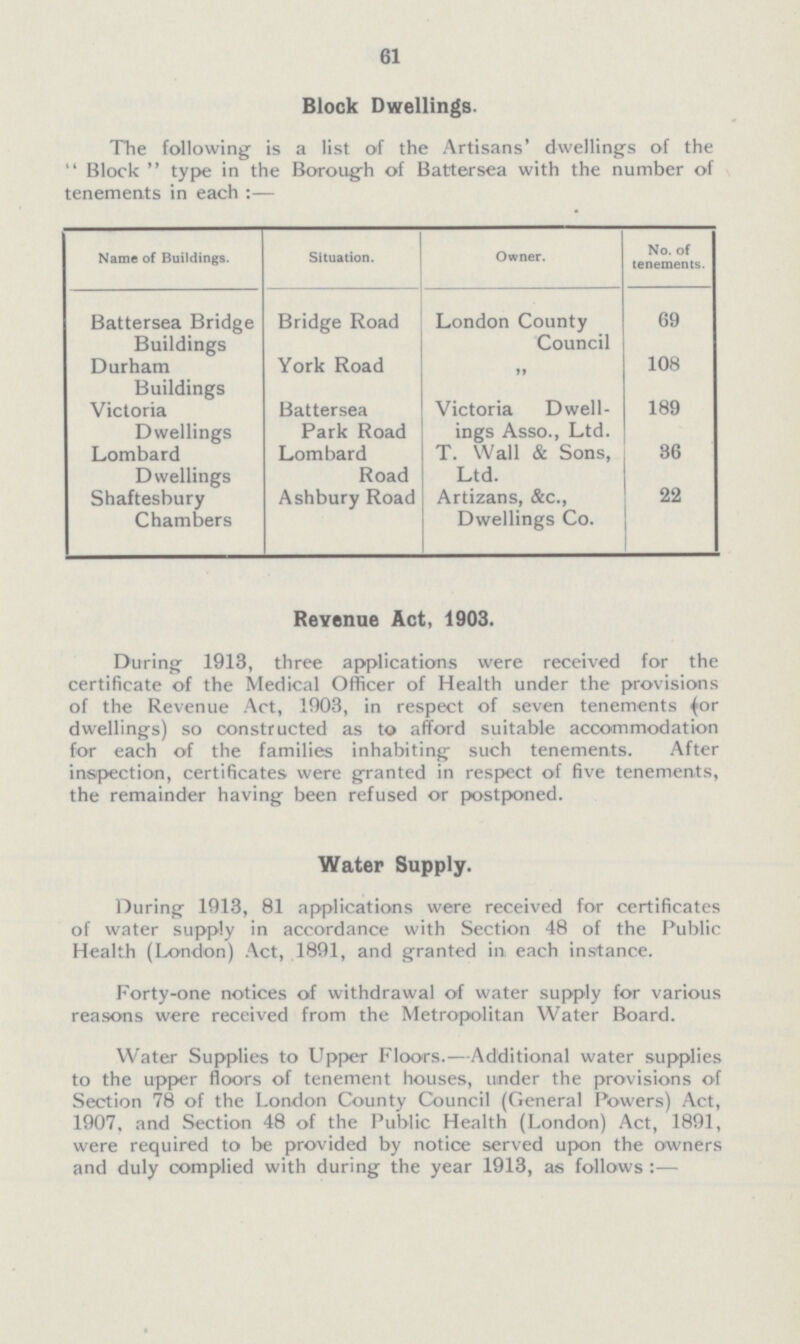 61
Block Dwellings.
The following is a list of the Artisans' dwellings of the
" Block " type in the Borough of Battersea with the number of
tenements in each :—
Name of Buildings. Situation. Owner. No. of tenements.
Battersea Bridge Bridge Road London County 69
Buildings Council
Durham York Road ,, 108
Buildings
Victoria Battersea Victoria Dwell- 189
Dwellings Park Road ings Asso., Ltd.
Lombard Lombard T. Wall & Sons, 36
Dwellings Road Ltd.
Shaftesbury Ashbury Road Artizans, &c., 22
Chambers Dwellings Co.
Revenue Act, 1903.
During 1913, three applications were received for the
certificate of the Medical Officer of Health under the provisions
of the Revenue Act, 1903, in respect of seven tenements (or
dwellings) so constructed as to afford suitable accommodation
for each of the families inhabiting such tenements. After
inspection, certificates were granted in respect of five tenements,
the remainder having been refused or postponed.
Water Supply.
During 1913, 81 applications were received for certificates
of water supply in accordance with Section 48 of the Public
Health (London) Act, 1891, and granted in each instance.
Forty-one notices of withdrawal of water supply for various
reasons were received from the Metropolitan Water Board.
Water Supplies to Upper Floors.—Additional water supplies
to the upper floors of tenement houses, under the provisions of
Section 78 of the London County Council (General Powers) Act,
1907, and Section 48 of the Public Health (London) Act, 1891,
were required to be provided by notice served upon the owners
and duly complied with during the year 1913, as follows :—